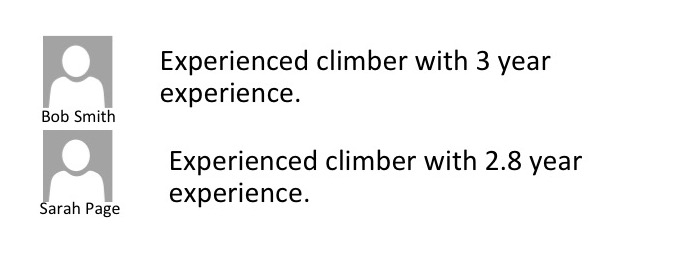 Experienced climber with 3 year
experience.
Bob Smith
Experienced climber with 2.8 year
experience.
Sarah Page